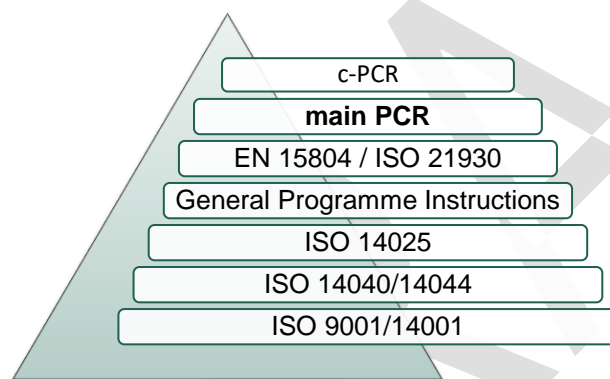 c-PCR
main PCR
EN 15804 / ISO 21930
General Programme Instructions
ISO 14025
ISO 14040/14044
ISO 9001/14001